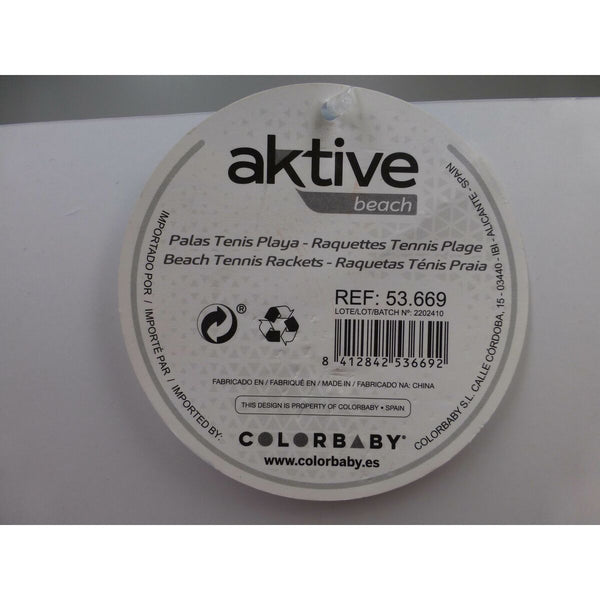 aktive
beach
Palas Tenis Playa - Raquettes Tennis Plage
Beach Tennis Rackets - Raquetas Ténis Praia
REF: 53.669
LOTE/LOT/BATCH Nº: 2202410
8 412842 536692
FABRICADO EN / FABRIQUÉ EN / MADE IN / FABRICADO NA: CHINA
THIS DESIGN IS PROPERTY OF COLORBABY • SPAIN
COLORBABY®
www.colorbaby.es
IMPORTADO POR / IMPORTÉ PAR / IMPORTED BY:
COLORBABY S.L. CALLE CÓRDOBA, 15 - 03440 - IBI - ALICANTE - SPAIN